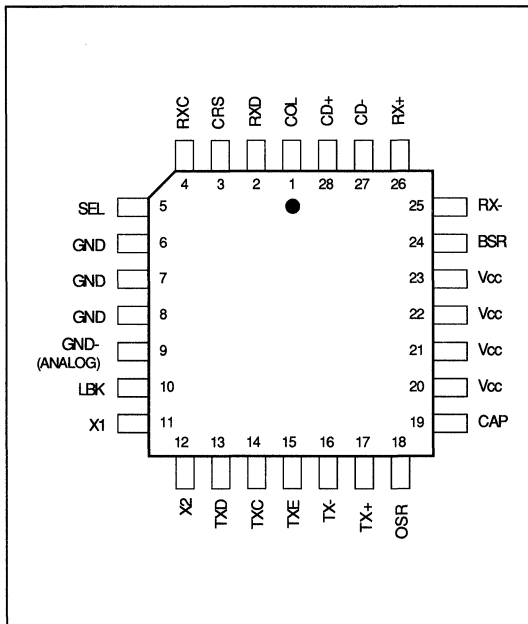 RXC CRS RXD COL CD+ CD- RX+
4 3 2 1 28 27 26
SEL 5 25 RX-
GND 6 24 BSR
GND 7 23 Vcc
GND 8 22 Vcc
GND-
(ANALOG) 9 21 Vcc
LBK 10 20 Vcc
X1 11 19 CAP
12 13 14 15 16 17 18
X2 TXD TXC TXE TX- TX+ OSR